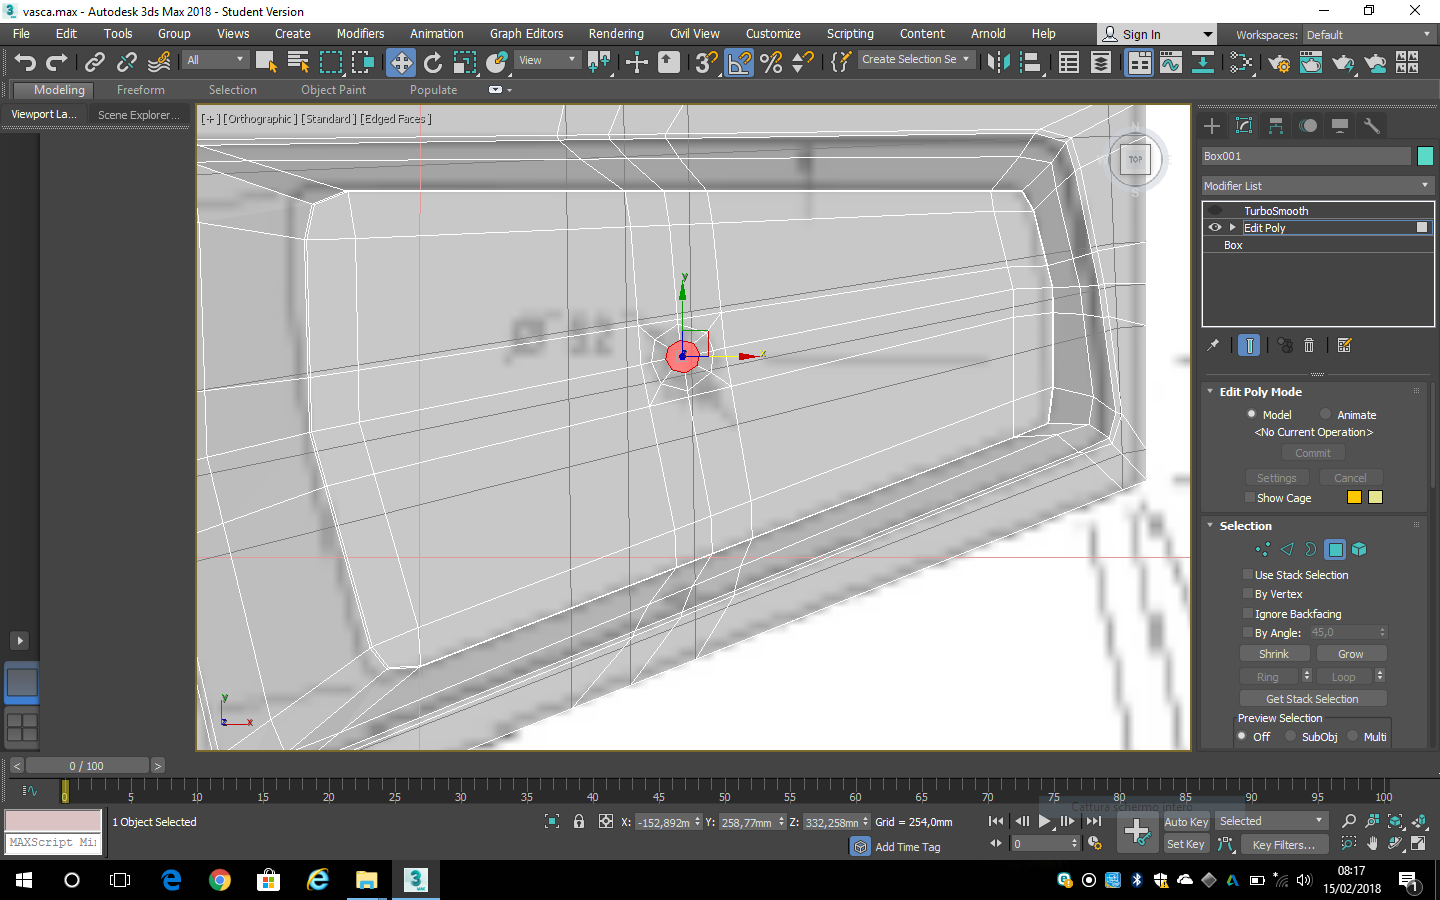 vasca.max - Autodesk 3ds Max 2018 - Student Version
File Edit Tools Group Views Create Modifiers Animation Graph Editors Rendering Civil View Customize Scripting Content Arnold Help Sign In Workspaces: Default
All View Create Selection Se
Modeling Freeform Selection Object Paint Populate
Viewport La... Scene Explorer...
[+] [Orthographic] [Standard] [Edged Faces]
N
TOP
S
Box001
Modifier List
TurboSmooth
Edit Poly
Box
y
x
Edit Poly Mode
Model Animate
<No Current Operation>
Commit
Settings Cancel
Show Cage
Selection
Use Stack Selection
By Vertex
Ignore Backfacing
By Angle: 45,0
Shrink Grow
Ring Loop
Get Stack Selection
Preview Selection
Off SubObj Multi
y
z x
< 0 / 100 >
0 5 10 15 20 25 30 35 40 45 50 55 60 65 70 75 80 85 90 95 100
Cattura schermo intero
1 Object Selected X: -152,892m Y: 258,77mm Z: 332,258mm Grid = 254,0mm Auto Key Selected
MAXScript Mi
Add Time Tag 0 Set Key Key Filters...
08:17
15/02/2018
1